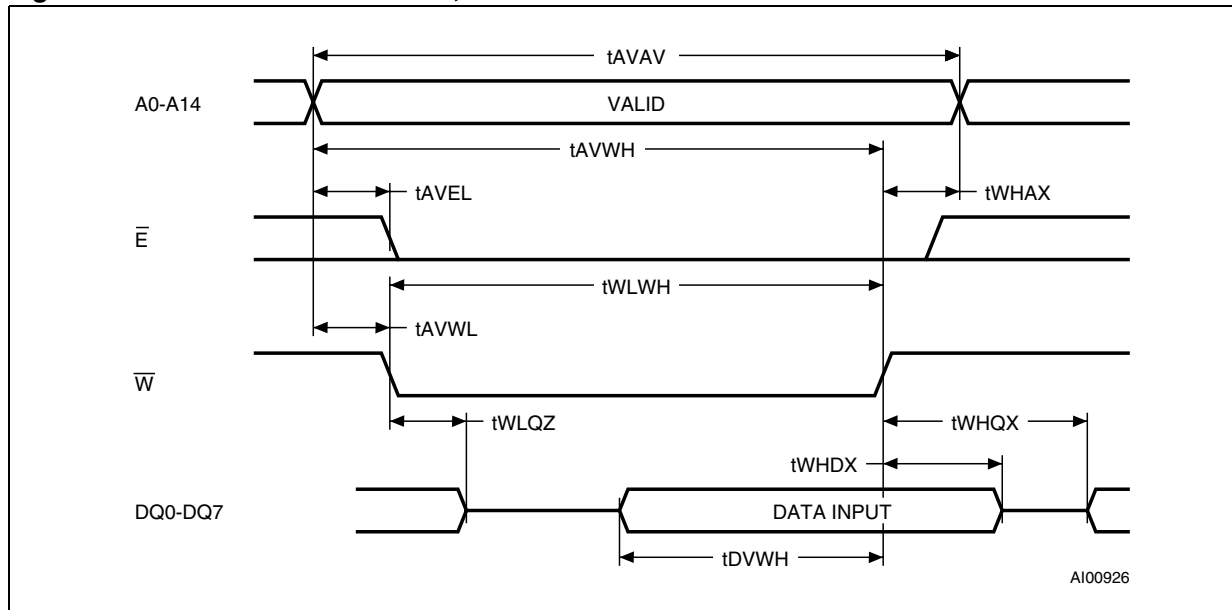 tAVAV
A0-A14
VALID
tAVWH
tAVEL
tWHAX
E̅
tWLWH
tAVWL
W̅
tWLQZ
tWHQX
tWHDX
DQ0-DQ7
DATA INPUT
tDVWH
AI00926